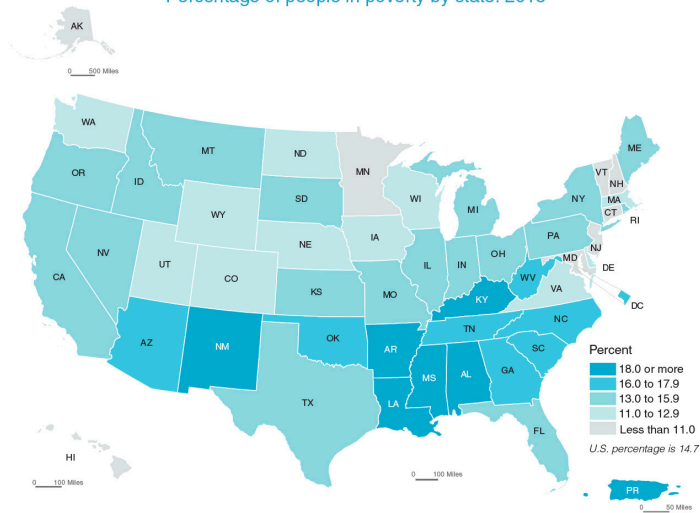 Percentage of people in poverty by state: 2015
AK
0 500 Miles
WA
MT
ND
MN
ME
OR
ID
SD
WI
VT
NH
NY
MA
CT
RI
WY
MI
IA
PA
NJ
NV
NE
OH
MD
DE
UT
IL
IN
CA
CO
WV
VA
KS
MO
KY
DC
NC
TN
AZ
OK
NM
AR
SC
MS
AL
GA
TX
LA
FL
Percent
18.0 or more
16.0 to 17.9
13.0 to 15.9
11.0 to 12.9
Less than 11.0
U.S. percentage is 14.7
HI
0 100 Miles
0 100 Miles
PR
0 50 Miles